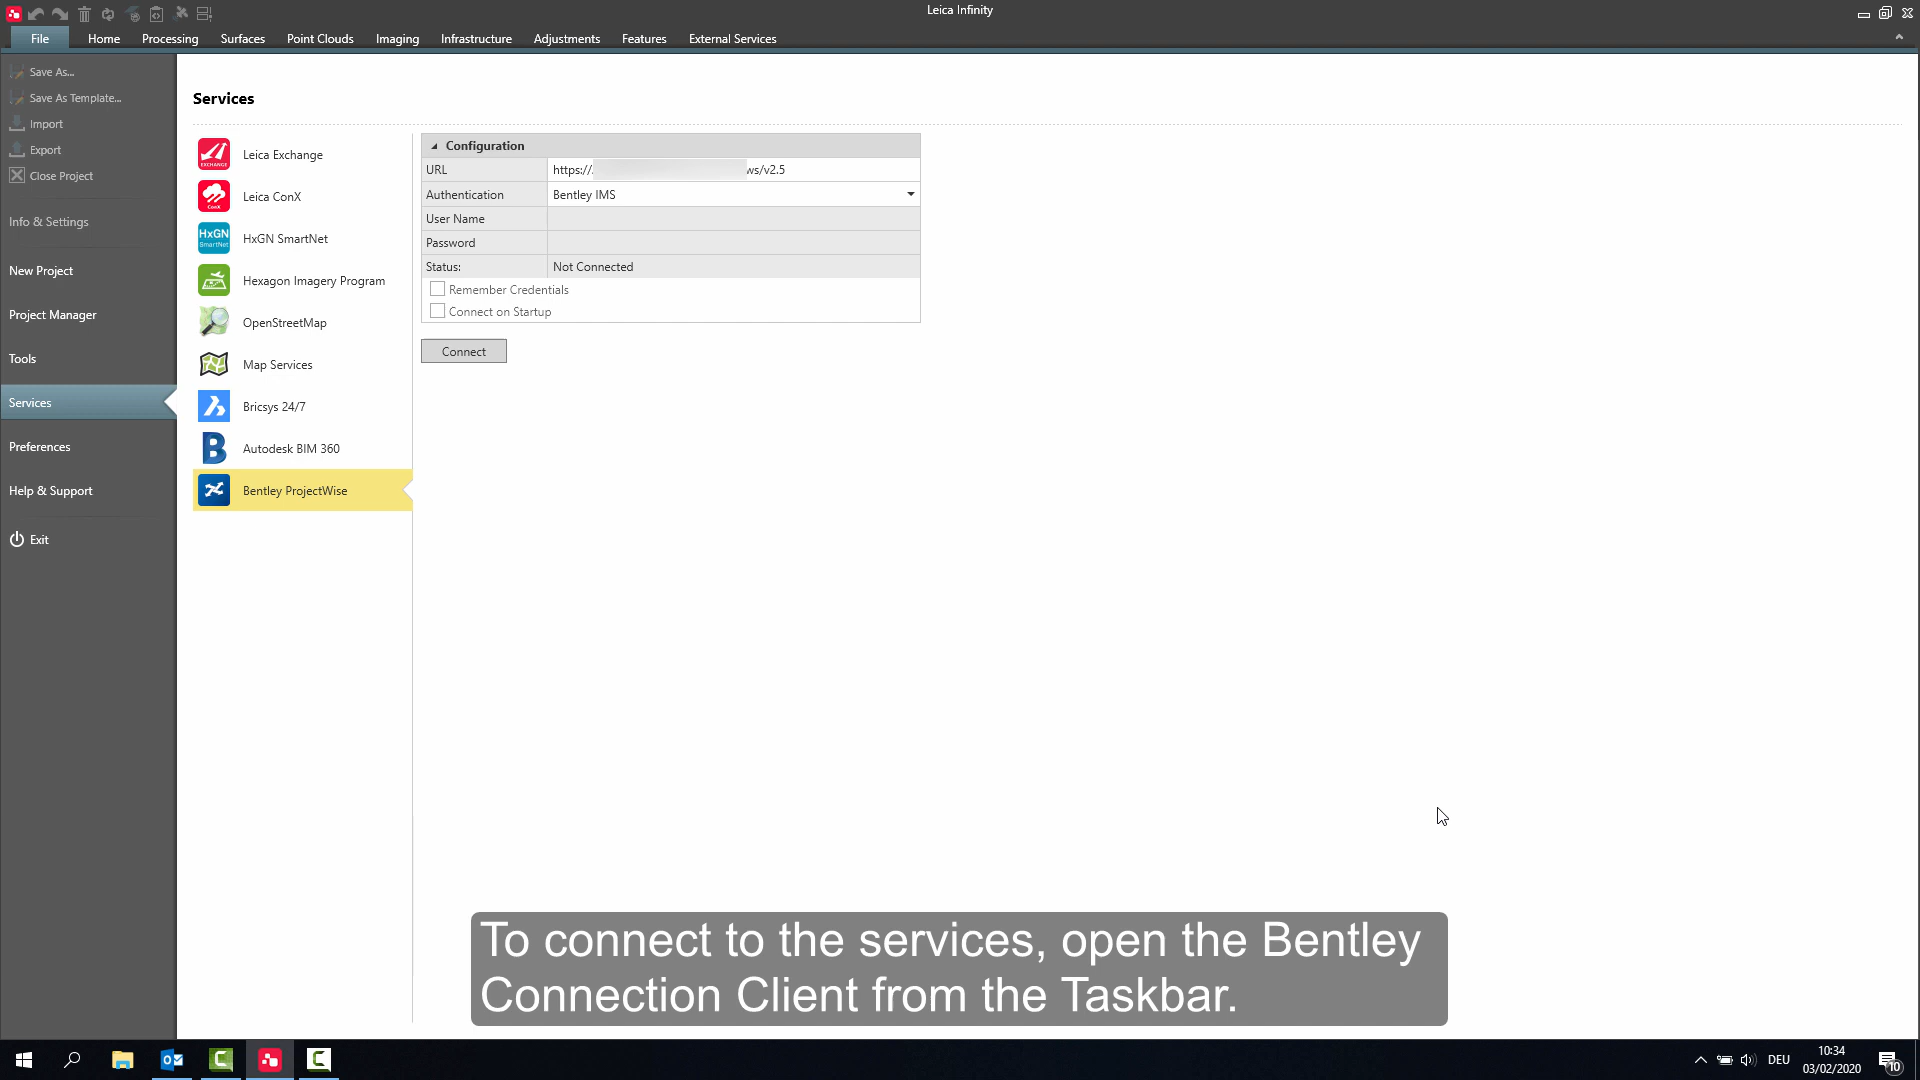 Leica Infinity
File Home Processing Surfaces Point Clouds Imaging Infrastructure Adjustments Features External Services
Save As...
Save As Template...
Import
Export
Close Project
Info & Settings
New Project
Project Manager
Tools
Services
Preferences
Help & Support
Exit
Services
EXCHANGE Leica Exchange
ConX Leica ConX
HxGN SmartNet HxGN SmartNet
Hexagon Imagery Program
OpenStreetMap
Map Services
Bricsys 24/7
B Autodesk BIM 360
Bentley ProjectWise
Configuration
URL https:// ws/v2.5
Authentication Bentley IMS
User Name
Password
Status: Not Connected
Remember Credentials
Connect on Startup
Connect
To connect to the services, open the Bentley
Connection Client from the Taskbar.
DEU
10:34
03/02/2020
10